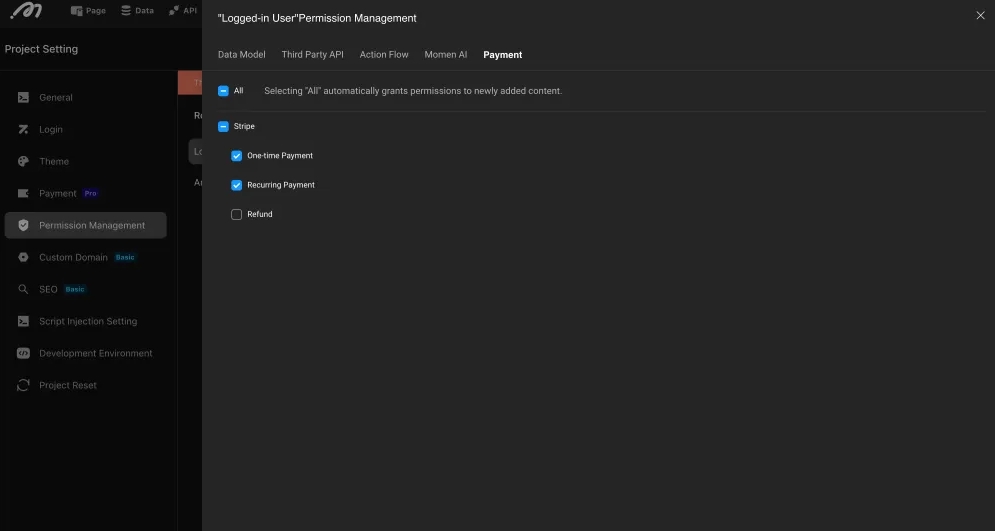 Page Data API
Project Setting
General
Login
Theme
Payment Pro
Permission Management
Custom Domain Basic
SEO Basic
Script Injection Setting
Development Environment
Project Reset
"Logged-in User"Permission Management
Data Model Third Party API Action Flow Momen AI Payment
All Selecting "All" automatically grants permissions to newly added content.
Stripe
One-time Payment
Recurring Payment
Refund